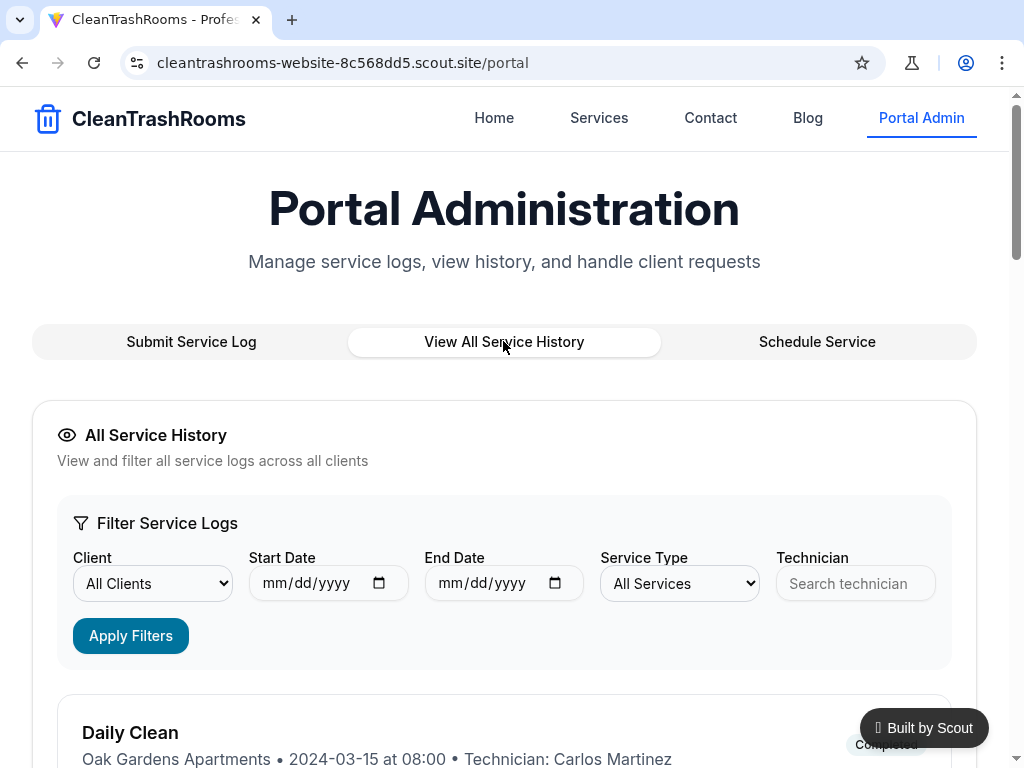 CleanTrashRooms - Profes
cleantrashrooms-website-8c568dd5.scout.site/portal
CleanTrashRooms
Home
Services
Contact
Blog
Portal Admin
Portal Administration
Manage service logs, view history, and handle client requests
Submit Service Log
View All Service History
Schedule Service
All Service History
View and filter all service logs across all clients
Filter Service Logs
Client
Start Date
End Date
Service Type
Technician
All Clients
mm/dd/yyyy
mm/dd/yyyy
All Services
Search technician
Apply Filters
Daily Clean
Completed
Built by Scout
Oak Gardens Apartments • 2024-03-15 at 08:00 • Technician: Carlos Martinez